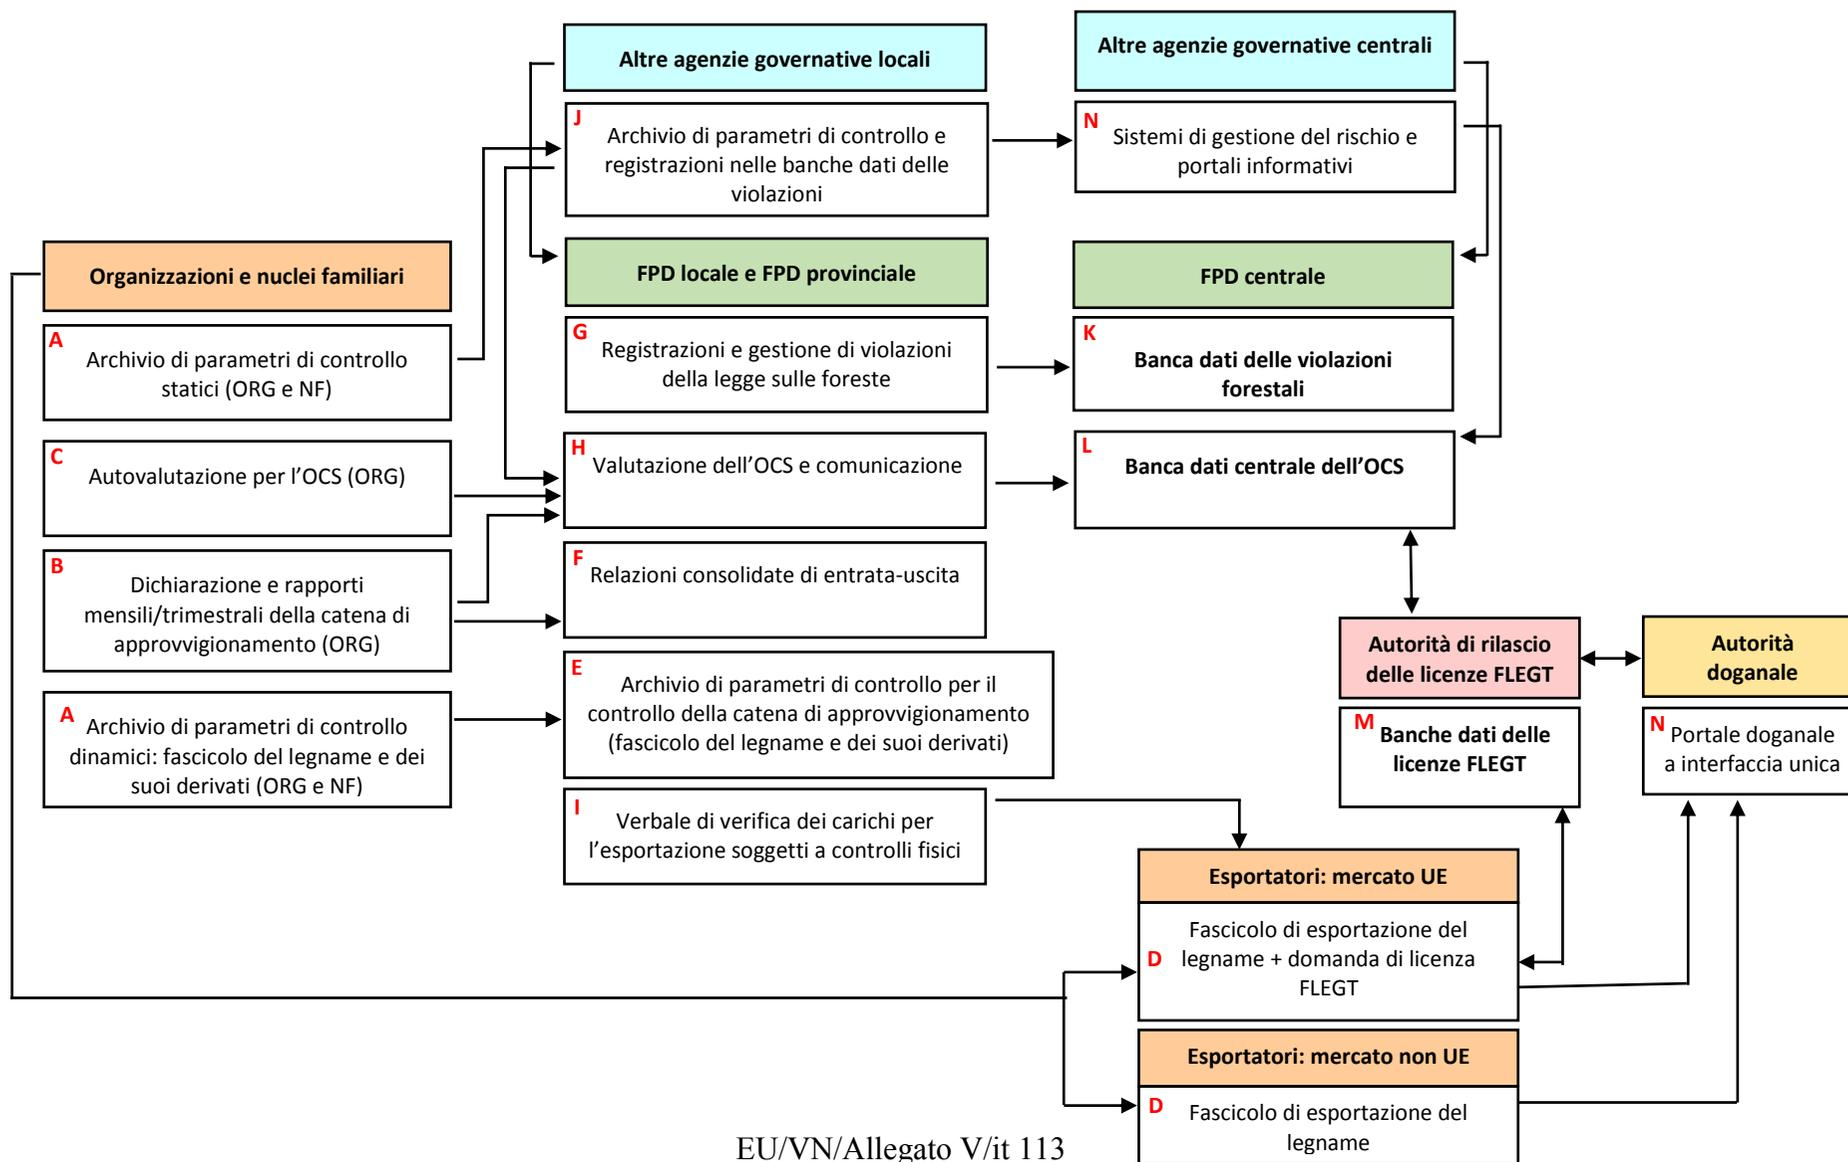 Altre agenzie governative locali
J
Archivio di parametri di controllo e
registrazioni nelle banche dati delle
violazioni
Altre agenzie governative centrali
N
Sistemi di gestione del rischio e
portali informativi
Organizzazioni e nuclei familiari
A
Archivio di parametri di controllo
statici (ORG e NF)
C
Autovalutazione per l’OCS (ORG)
B
Dichiarazione e rapporti
mensili/trimestrali della catena di
approvvigionamento (ORG)
A
Archivio di parametri di controllo
dinamici: fascicolo del legname e dei
suoi derivati (ORG e NF)
FPD locale e FPD provinciale
G
Registrazioni e gestione di violazioni
della legge sulle foreste
H
Valutazione dell’OCS e comunicazione
F
Relazioni consolidate di entrata-uscita
E
Archivio di parametri di controllo per il
controllo della catena di approvvigionamento
(fascicolo del legname e dei suoi derivati)
I
Verbale di verifica dei carichi per
l’esportazione soggetti a controlli fisici
FPD centrale
K
Banca dati delle violazioni
forestali
L
Banca dati centrale dell’OCS
Autorità di rilascio
delle licenze FLEGT
M
Banche dati delle
licenze FLEGT
Autorità
doganale
N
Portale doganale
a interfaccia unica
Esportatori: mercato UE
D
Fascicolo di esportazione del
legname + domanda di licenza
FLEGT
Esportatori: mercato non UE
D
Fascicolo di esportazione del
legname
EU/VN/Allegato V/it 113